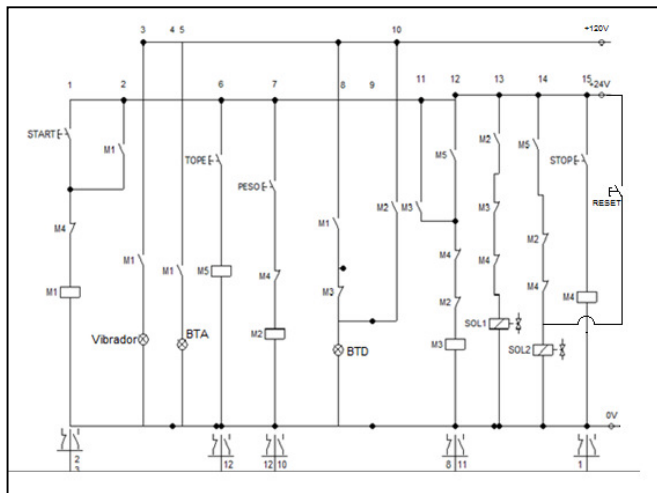 3 4 5 10
+120V
1 2 6 7 8 9 11 12 13 14 15
+24V
START
M1
TOPE
PESO
M5
M2
M5
STOP
RESET
M1
M2
M3
M4
M3
M2
M1
M1
M5
M4
M3
M4
M4
M4
M1
M2
M2
M4
SOL1
Vibrador
BTA
BTD
M3
SOL2
0V
2
3
12
12 10
8 11
1